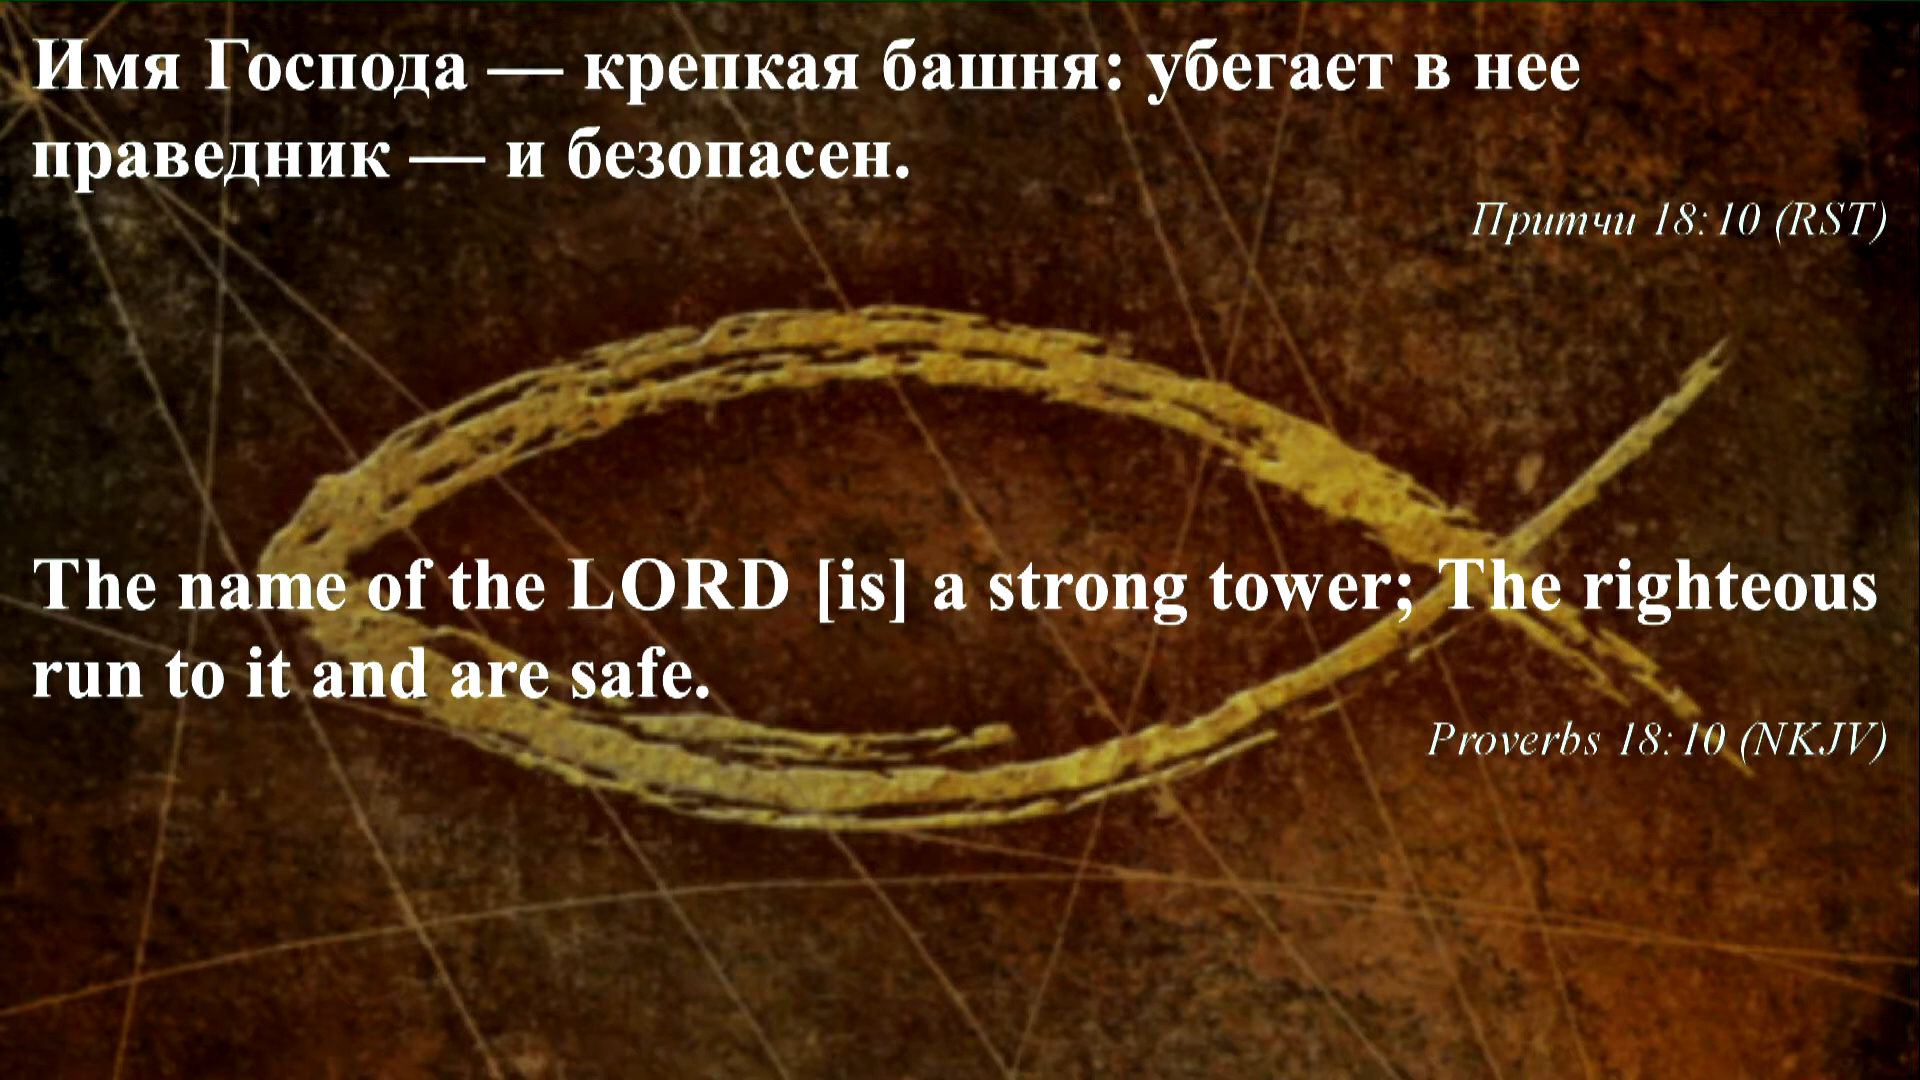 Имя Господа — крепкая башня: убегает в нее
праведник — и безопасен.
Притчи 18:10 (RST)
The name of the LORD [is] a strong tower; The righteous
run to it and are safe.
Proverbs 18:10 (NKJV)